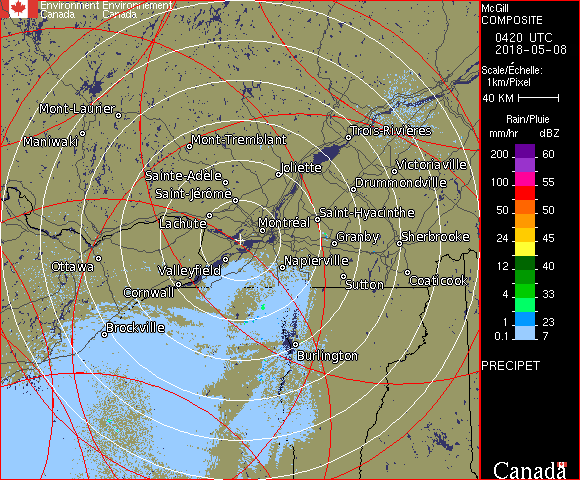 Environment Environnement
Canada Canada
McGill
COMPOSITE
0420 UTC
2018-05-08
Scale/Échelle:
1km/Pixel
40 KM
Rain/Pluie
mm/hr dBZ
200 60
100 55
50 50
24 45
12 40
4 33
1 23
0.1 7
PRECIPET
Canada
Mont-Laurier
Maniwaki
Mont-Tremblant
Trois-Rivières
Joliette
Victoriaville
Sainte-Adèle
Drummondville
Saint-Jérôme
Saint-Hyacinthe
Lachute
Montréal
Granby
Sherbrooke
Ottawa
Napierville
Valleyfield
Coaticook
Sutton
Cornwall
Brockville
Burlington